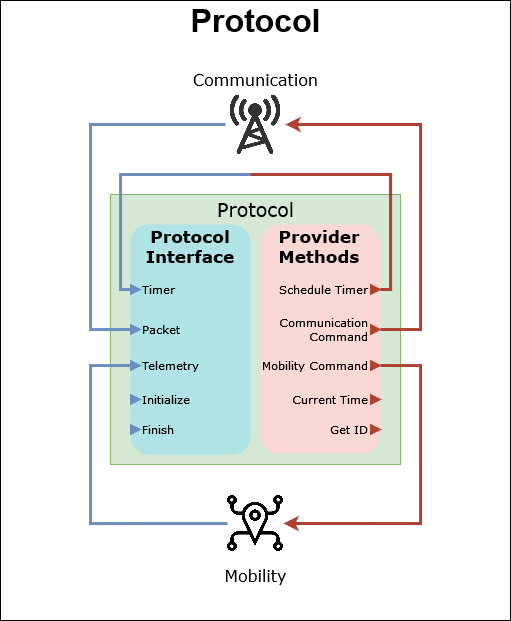 Protocol
Communication
Protocol
Protocol
Interface
Timer
Packet
Telemetry
Initialize
Finish
Provider
Methods
Schedule Timer
Communication
Command
Mobility Command
Current Time
Get ID
Mobility